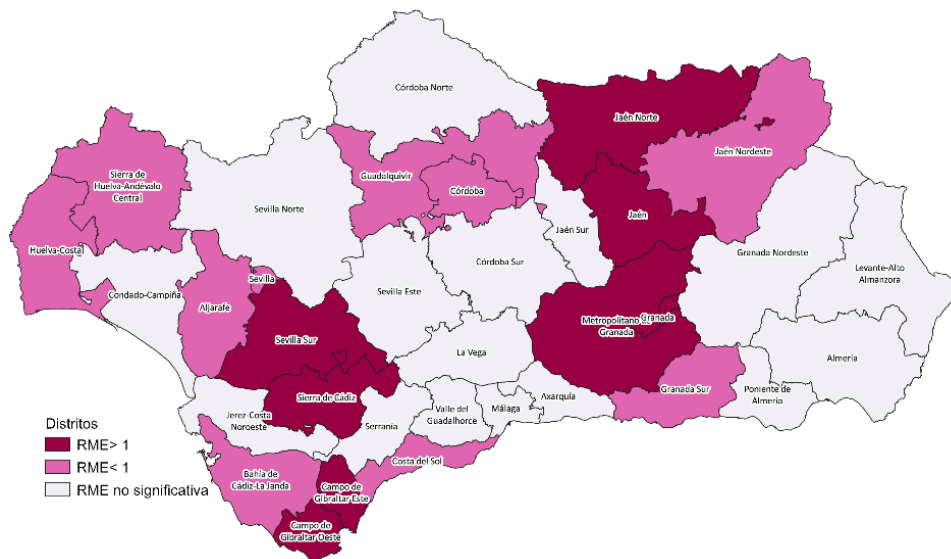 Córdoba Norte
Jaén Norte
Jaén Nordeste
Sierra de
Huelva-Andévalo
Central
Guadalquivir
Córdoba
Sevilla Norte
Jaén
Jaén Sur
Huelva-Costa
Granada Nordeste
Córdoba Sur
Levante-Alto
Almanzora
Sevilla
Sevilla Este
Condado-Campiña
Aljarafe
Metropolitano de
Granada
Granada
Sevilla Sur
La Vega
Almería
Granada Sur
Poniente de
Almería
Sierra de Cádiz
Axarquía
Málaga
Valle del
Guadalhorce
Jerez-Costa
Noroeste
Serranía
Costa del Sol
Bahía de
Cádiz-La Janda
Campo de
Gibraltar Este
Campo de
Gibraltar Oeste
Distritos
RME> 1
RME< 1
RME no significativa